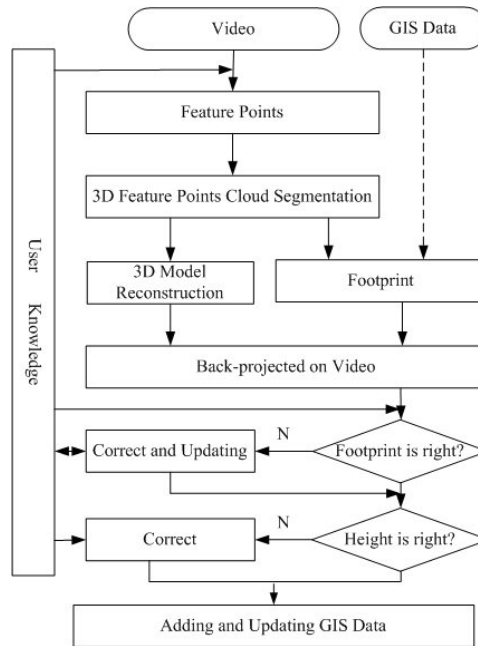 Video
GIS Data
Feature Points
3D Feature Points Cloud Segmentation
User Knowledge
3D Model
Reconstruction
Footprint
Back-projected on Video
N
Correct and Updating
Footprint is right?
N
Correct
Height is right?
Adding and Updating GIS Data